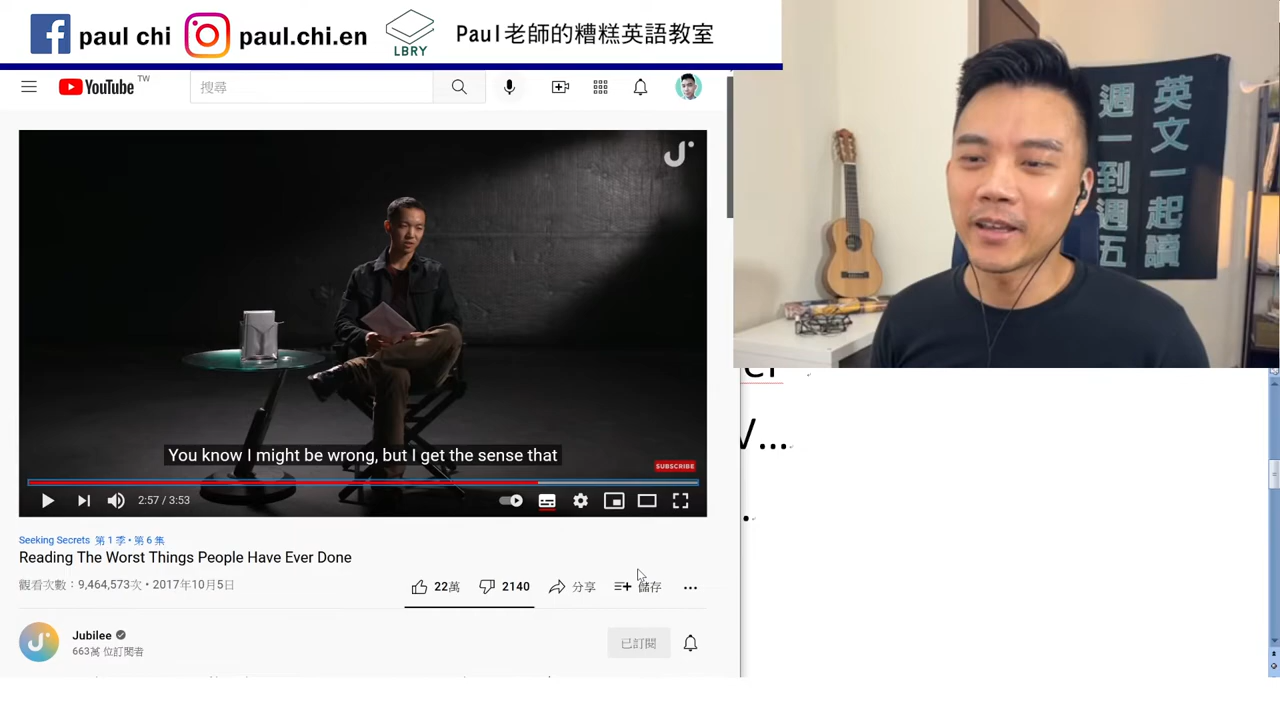 paul chi
paul.chi.en
LBRY
Paul老師的糟糕英語教室
YouTube TW
搜尋
英文一起讀
週一到週五
You know I might be wrong, but I get the sense that
SUBSCRIBE
2:57 / 3:53
Seeking Secrets 第 1 季 • 第 6 集
Reading The Worst Things People Have Ever Done
觀看次數：9,464,573次 • 2017年10月5日
22萬
2140
分享
儲存
Jubilee
663萬 位訂閱者
已訂閱